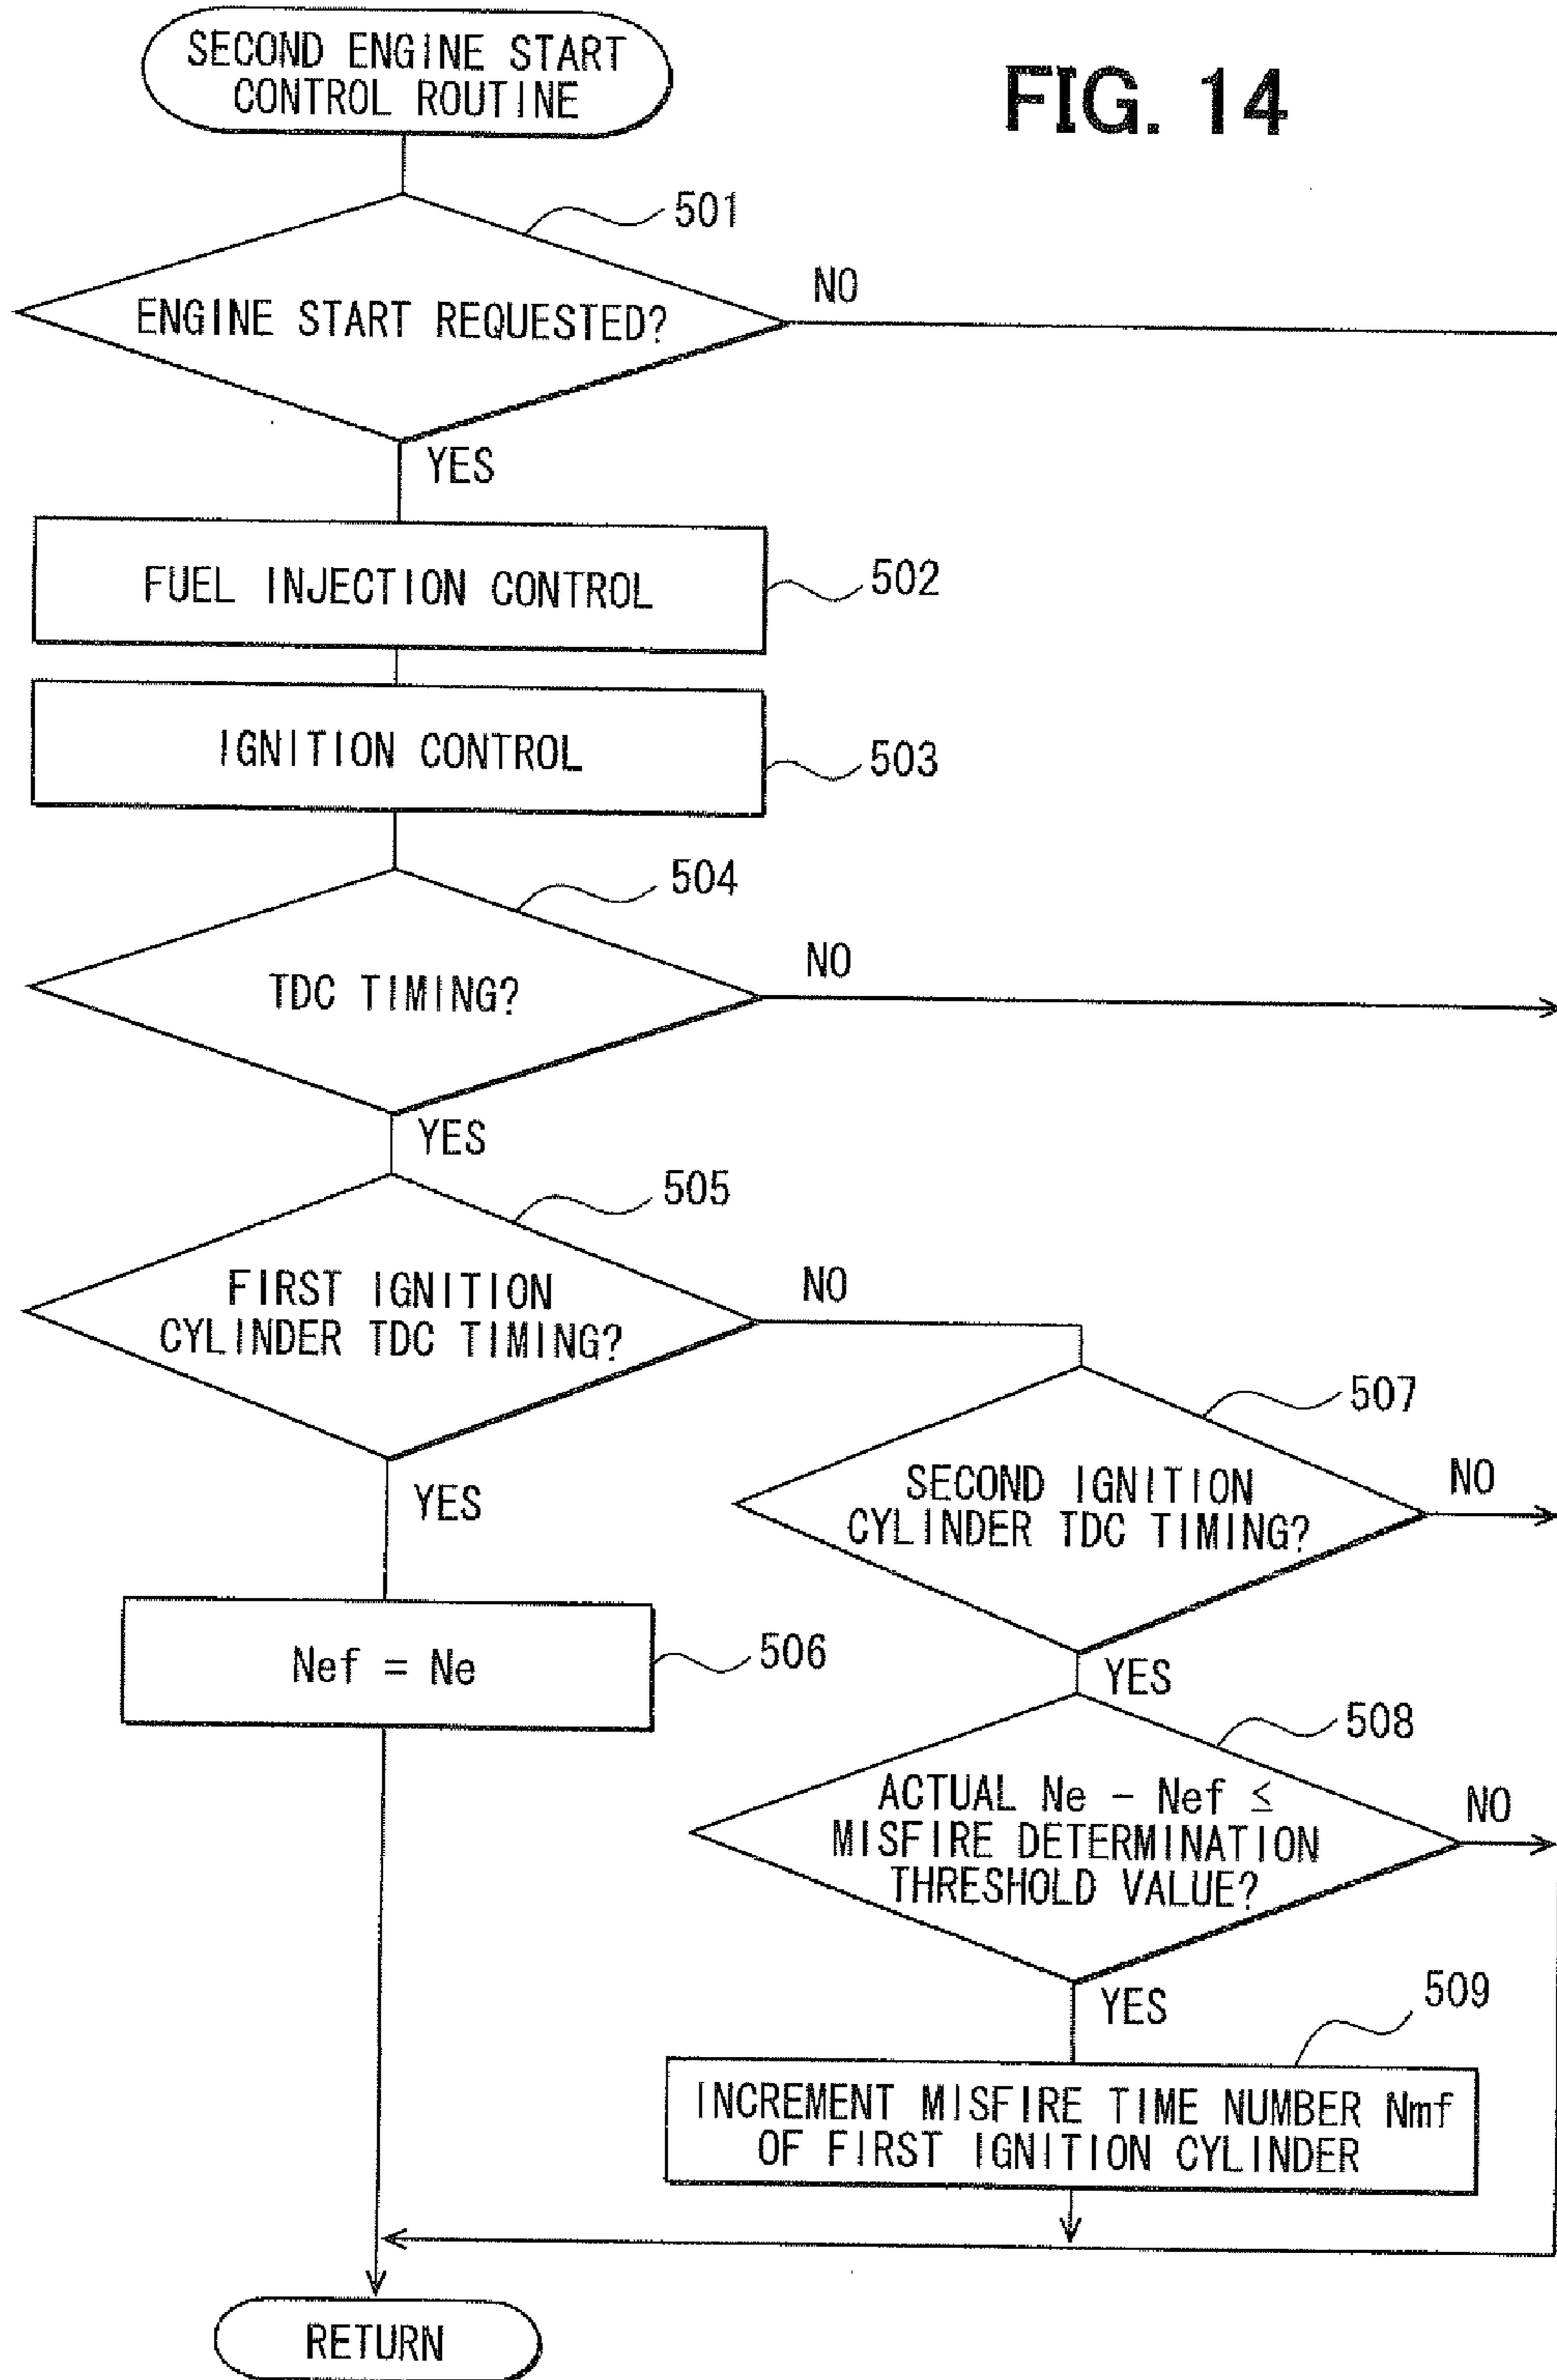 SECOND ENGINE START
CONTROL ROUTINE
FIG. 14
501
ENGINE START REQUESTED?
NO
YES
FUEL INJECTION CONTROL
502
IGNITION CONTROL
503
504
TDC TIMING?
NO
YES
505
FIRST IGNITION
CYLINDER TDC TIMING?
NO
YES
507
SECOND IGNITION
CYLINDER TDC TIMING?
NO
YES
Nef = Ne
506
508
ACTUAL Ne - Nef ≤
MISFIRE DETERMINATION
THRESHOLD VALUE?
NO
YES
509
INCREMENT MISFIRE TIME NUMBER Nmf
OF FIRST IGNITION CYLINDER
RETURN